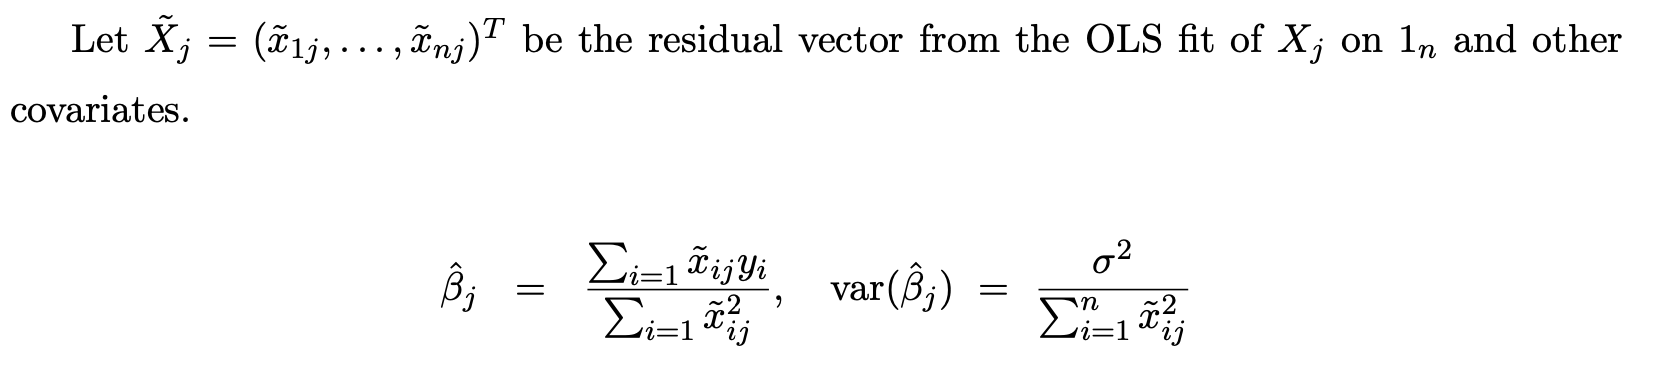 Let $\tilde{X}_j = (\tilde{x}_{1j}, \ldots, \tilde{x}_{nj})^T$ be the residual vector from the OLS fit of $X_j$ on $1_n$ and other
covariates.
$\hat{\beta}_j = \frac{\sum_{i=1} \tilde{x}_{ij} y_i}{\sum_{i=1} \tilde{x}_{ij}^2}, \quad \text{var}(\hat{\beta}_j) = \frac{\sigma^2}{\sum_{i=1}^n \tilde{x}_{ij}^2}$